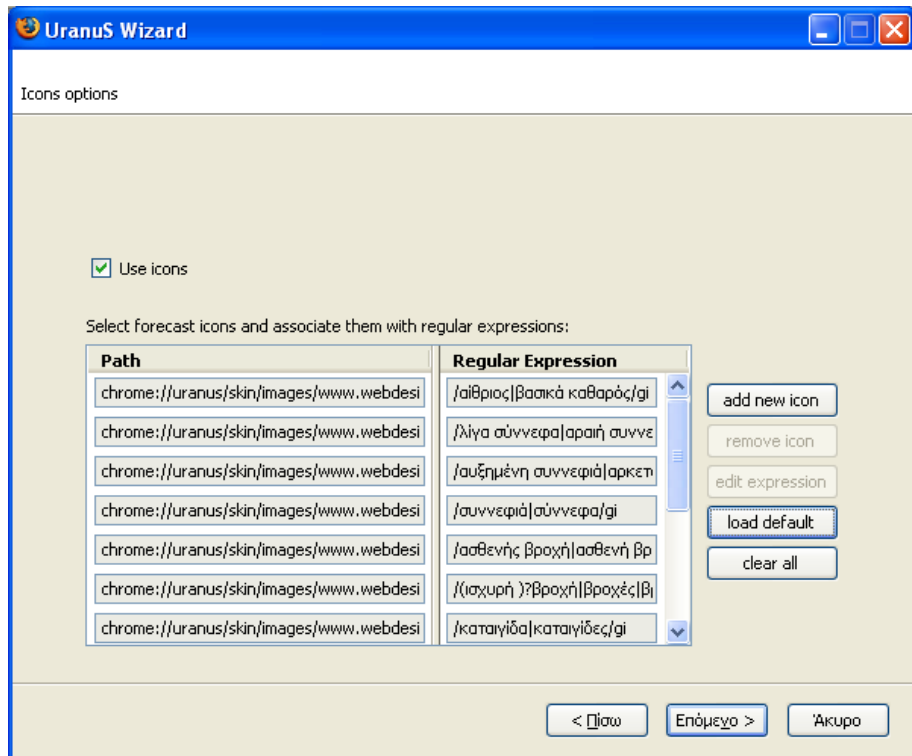 UranuS Wizard
Icons options
Use icons
Select forecast icons and associate them with regular expressions:
Path Regular Expression
chrome://uranus/skin/images/www.webdesi /αίθριος|βασικά καθαρός/gi
chrome://uranus/skin/images/www.webdesi /λίγα σύννεφα|αραιή συννε
chrome://uranus/skin/images/www.webdesi /αυξημένη συννεφιά|αρκετ
chrome://uranus/skin/images/www.webdesi /συννεφιά|σύννεφα/gi
chrome://uranus/skin/images/www.webdesi /ασθενής βροχή|ασθενή βρ
chrome://uranus/skin/images/www.webdesi /(ισχυρή )?βροχή|βροχές|β
chrome://uranus/skin/images/www.webdesi /καταιγίδα|καταιγίδες/gi
add new icon
remove icon
edit expression
load default
clear all
< Πίσω Επόμενο > Άκυρο